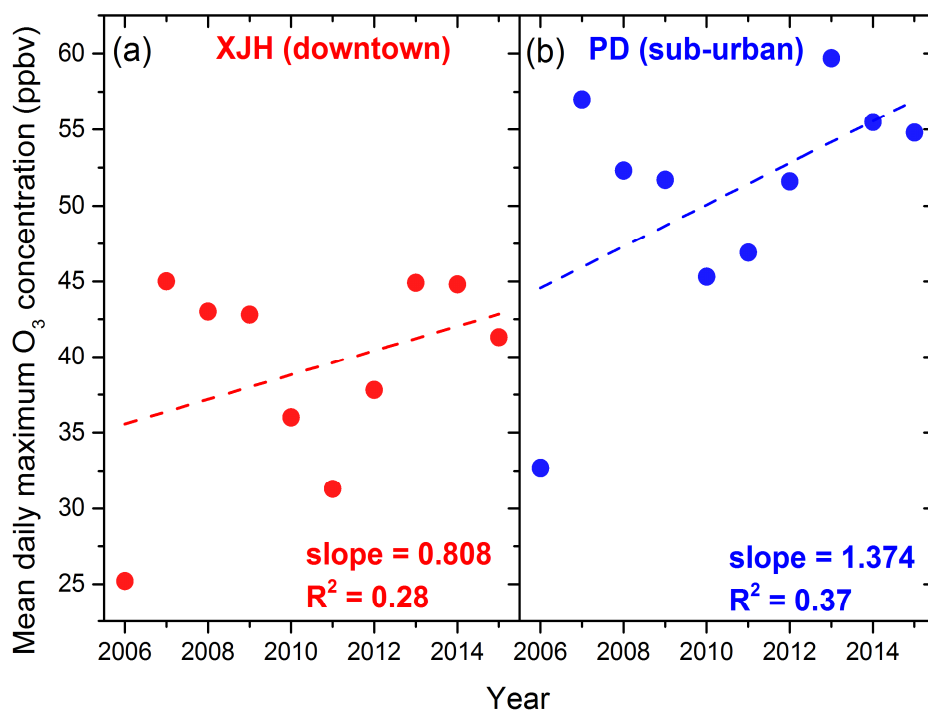 (a) XJH (downtown)
(b) PD (sub-urban)
Mean daily maximum O₃ concentration (ppbv)
60
55
50
45
40
35
30
25
slope = 0.808
R² = 0.28
slope = 1.374
R² = 0.37
2006 2008 2010 2012 2014 2006 2008 2010 2012 2014
Year